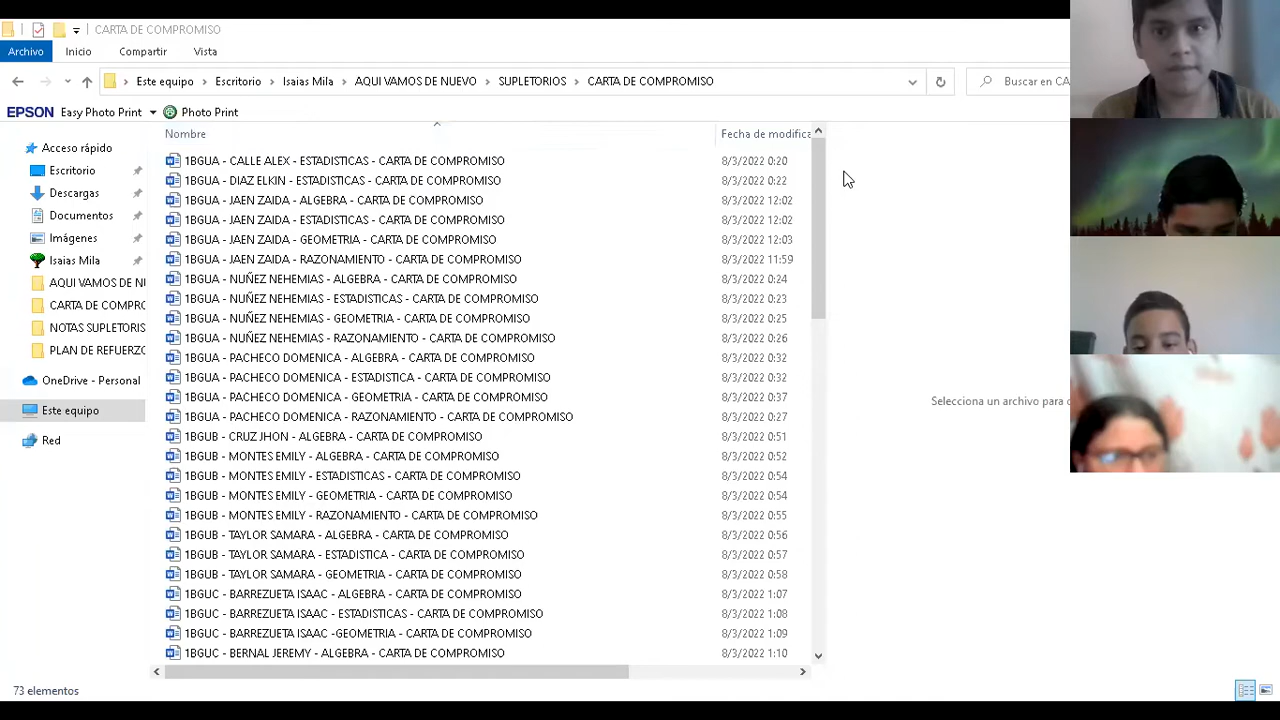 CARTA DE COMPROMISO
Archivo Inicio Compartir Vista
Este equipo Escritorio Isaias Mila AQUI VAMOS DE NUEVO SUPLETORIOS CARTA DE COMPROMISO Buscar en CA
EPSON Easy Photo Print Photo Print
Nombre Fecha de modifica
Acceso rápido
Escritorio
Descargas
Documentos
Imágenes
Isaias Mila
AQUI VAMOS DE NU
CARTA DE COMPRO
NOTAS SUPLETORIS
PLAN DE REFUERZO
OneDrive - Personal
Este equipo
Red
1BGUA - CALLE ALEX - ESTADISTICAS - CARTA DE COMPROMISO 8/3/2022 0:20
1BGUA - DIAZ ELKIN - ESTADISTICAS - CARTA DE COMPROMISO 8/3/2022 0:22
1BGUA - JAEN ZAIDA - ALGEBRA - CARTA DE COMPROMISO 8/3/2022 12:02
1BGUA - JAEN ZAIDA - ESTADISTICAS - CARTA DE COMPROMISO 8/3/2022 12:02
1BGUA - JAEN ZAIDA - GEOMETRIA - CARTA DE COMPROMISO 8/3/2022 12:03
1BGUA - JAEN ZAIDA - RAZONAMIENTO - CARTA DE COMPROMISO 8/3/2022 11:59
1BGUA - NUÑEZ NEHEMIAS - ALGEBRA - CARTA DE COMPROMISO 8/3/2022 0:24
1BGUA - NUÑEZ NEHEMIAS - ESTADISTICAS - CARTA DE COMPROMISO 8/3/2022 0:23
1BGUA - NUÑEZ NEHEMIAS - GEOMETRIA - CARTA DE COMPROMISO 8/3/2022 0:25
1BGUA - NUÑEZ NEHEMIAS - RAZONAMIENTO - CARTA DE COMPROMISO 8/3/2022 0:26
1BGUA - PACHECO DOMENICA - ALGEBRA - CARTA DE COMPROMISO 8/3/2022 0:32
1BGUA - PACHECO DOMENICA - ESTADISTICA - CARTA DE COMPROMISO 8/3/2022 0:32
1BGUA - PACHECO DOMENICA - GEOMETRIA - CARTA DE COMPROMISO 8/3/2022 0:37
1BGUA - PACHECO DOMENICA - RAZONAMIENTO - CARTA DE COMPROMISO 8/3/2022 0:27
1BGUB - CRUZ JHON - ALGEBRA - CARTA DE COMPROMISO 8/3/2022 0:51
1BGUB - MONTES EMILY - ALGEBRA - CARTA DE COMPROMISO 8/3/2022 0:52
1BGUB - MONTES EMILY - ESTADISTICAS - CARTA DE COMPROMISO 8/3/2022 0:54
1BGUB - MONTES EMILY - GEOMETRIA - CARTA DE COMPROMISO 8/3/2022 0:54
1BGUB - MONTES EMILY - RAZONAMIENTO - CARTA DE COMPROMISO 8/3/2022 0:55
1BGUB - TAYLOR SAMARA - ALGEBRA - CARTA DE COMPROMISO 8/3/2022 0:56
1BGUB - TAYLOR SAMARA - ESTADISTICA - CARTA DE COMPROMISO 8/3/2022 0:57
1BGUB - TAYLOR SAMARA - GEOMETRIA - CARTA DE COMPROMISO 8/3/2022 0:58
1BGUC - BARREZUETA ISAAC - ALGEBRA - CARTA DE COMPROMISO 8/3/2022 1:07
1BGUC - BARREZUETA ISAAC - ESTADISTICAS - CARTA DE COMPROMISO 8/3/2022 1:08
1BGUC - BARREZUETA ISAAC -GEOMETRIA - CARTA DE COMPROMISO 8/3/2022 1:09
1BGUC - BERNAL JEREMY - ALGEBRA - CARTA DE COMPROMISO 8/3/2022 1:10
Selecciona un archivo para
73 elementos